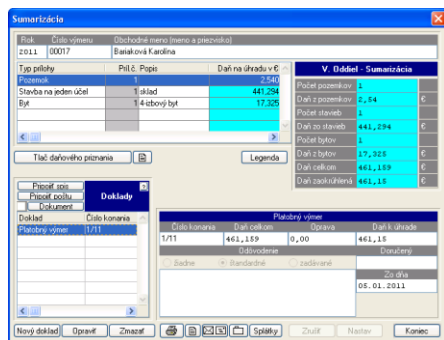 Sumarizácia
Rok Číslo výmeru Obchodné meno (meno a priezvisko)
2011 00017 Bariaková Karolína
Typ prílohy Príl.č. Popis Daň na úhradu v €
Pozemok 1 2,540
Stavba na jeden účel 1 sklad 441,294
Byt 1 4-izbový byt 17,325
V. Oddiel - Sumarizácia
Počet pozemkov 1
Daň z pozemkov 2,54 €
Počet stavieb 1
Daň zo stavieb 441,294 €
Počet bytov 1
Daň z bytov 17,325 €
Daň celkom 461,159 €
Daň zaokrúhlená 461,15 €
Tlač daňového priznania Legenda
Pripojiť spis
Pripojiť poštu
Dokument
Doklady
Doklad Číslo konania
Platobný výmer 1/11
Platobný výmer
Číslo konania Daň celkom Oprava Daň k úhrade
1/11 461,159 0,00 461,15
Odôvodenie Doručený
Žiadne štandardné zadávané
Zo dňa
05.01.2011
Nový doklad Opraviť Zmazať Splátky Zrušiť Nastav Koniec